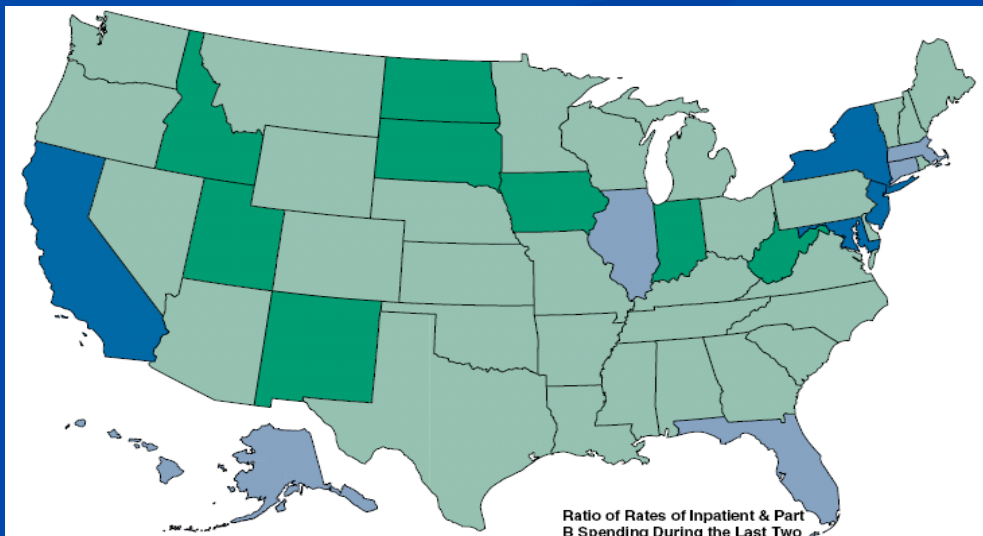 Ratio of Rates of Inpatient & Part
B Spending During the Last Two